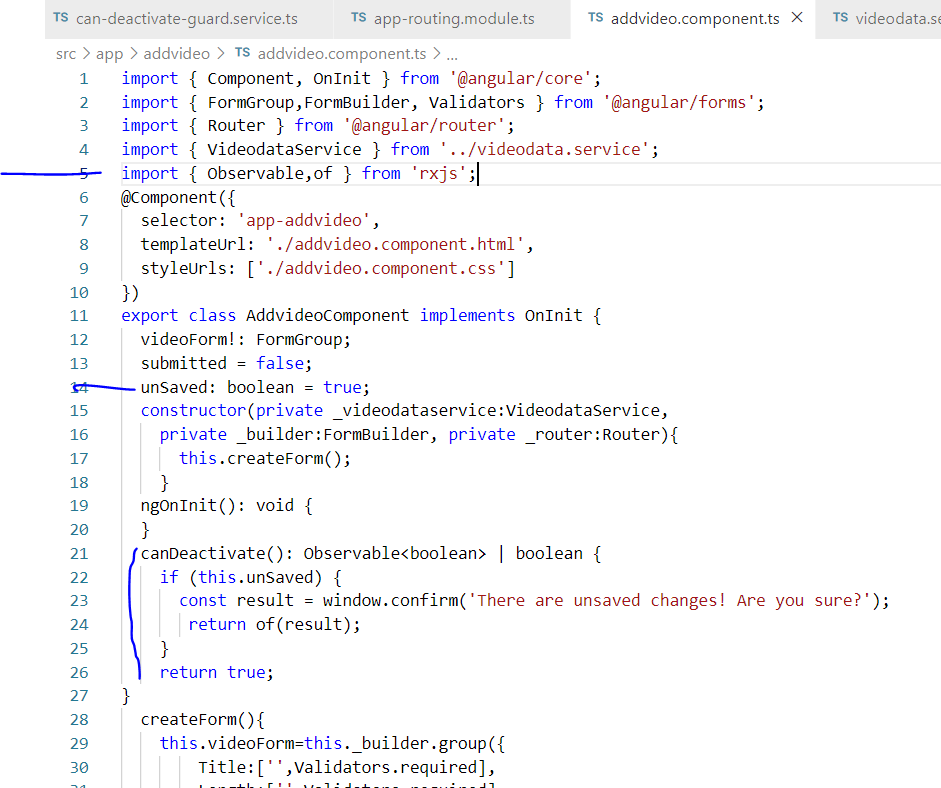 TS can-deactivate-guard.service.ts TS app-routing.module.ts TS addvideo.component.ts × TS videodata.se
src > app > addvideo > TS addvideo.component.ts > ...
1 import { Component, OnInit } from '@angular/core';
2 import { FormGroup,FormBuilder, Validators } from '@angular/forms';
3 import { Router } from '@angular/router';
4 import { VideodataService } from '../videodata.service';
5 import { Observable,of } from 'rxjs';
6 @Component({
7 selector: 'app-addvideo',
8 templateUrl: './addvideo.component.html',
9 styleUrls: ['./addvideo.component.css']
10 })
11 export class AddvideoComponent implements OnInit {
12 videoForm!: FormGroup;
13 submitted = false;
14 unSaved: boolean = true;
15 constructor(private _videodataservice:VideodataService,
16 private _builder:FormBuilder, private _router:Router){
17 this.createForm();
18 }
19 ngOnInit(): void {
20 }
21 canDeactivate(): Observable<boolean> | boolean {
22 if (this.unSaved) {
23 const result = window.confirm('There are unsaved changes! Are you sure?');
24 return of(result);
25 }
26 return true;
27 }
28 createForm(){
29 this.videoForm=this._builder.group({
30 Title:['',Validators.required],